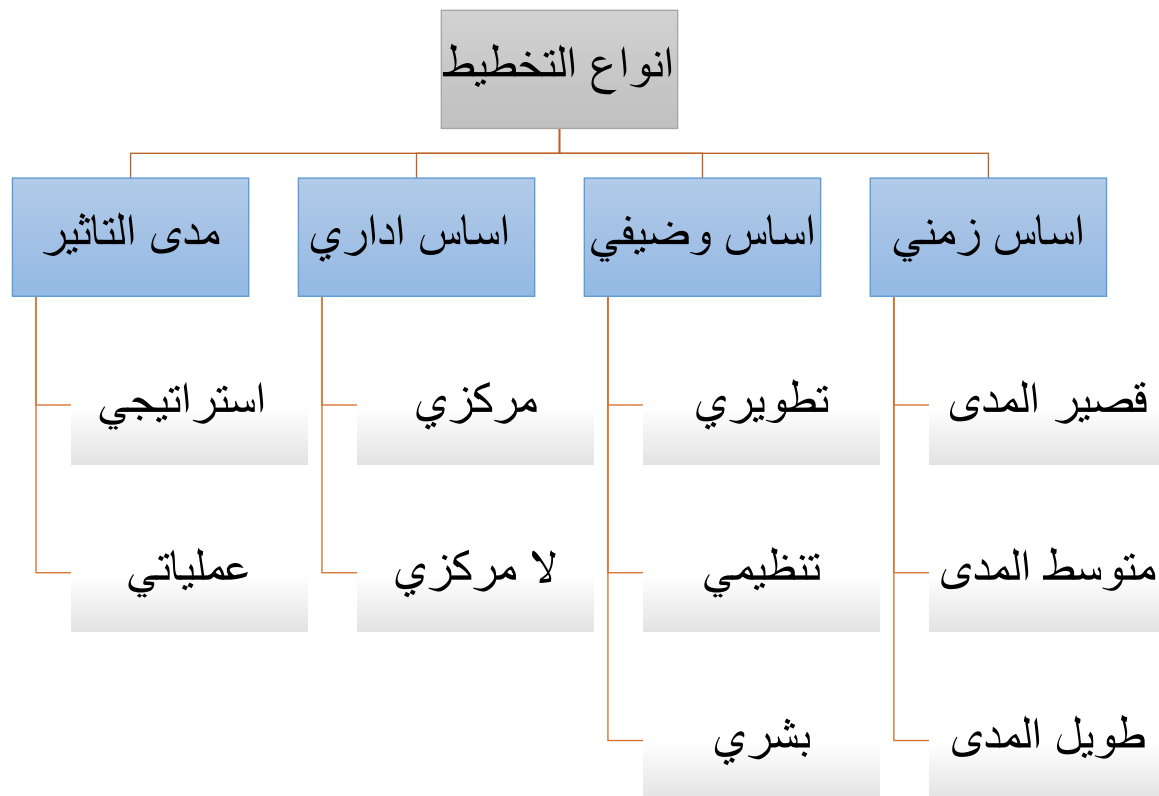 انواع التخطيط
اساس زمني
اساس وضيفي
اساس اداري
مدى التاثير
قصير المدى
تطويري
مركزي
استراتيجي
متوسط المدى
تنظيمي
لا مركزي
عملياتي
طويل المدى
بشري